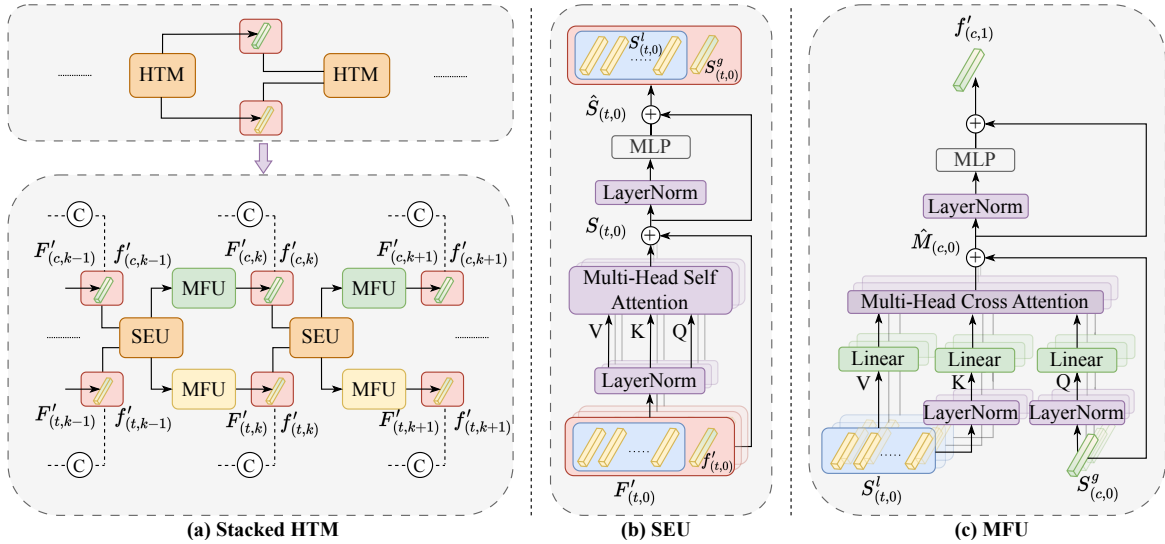 HTM
HTM
C
C
C
F′(c,k−1) f′(c,k−1)
F′(c,k) f′(c,k)
F′(c,k+1) f′(c,k+1)
MFU
MFU
SEU
SEU
MFU
MFU
F′(t,k−1) f′(t,k−1)
F′(t,k) f′(t,k)
F′(t,k+1) f′(t,k+1)
C
C
C
(a) Stacked HTM
S^l(t,0)
S^g(t,0)
Ŝ(t,0)
MLP
LayerNorm
S(t,0)
Multi-Head Self
Attention
V K Q
LayerNorm
f′(t,0)
F′(t,0)
(b) SEU
f′(c,1)
MLP
LayerNorm
M̂(c,0)
Multi-Head Cross Attention
Linear Linear Linear
V K Q
LayerNorm LayerNorm
S^l(t,0)
S^g(c,0)
(c) MFU